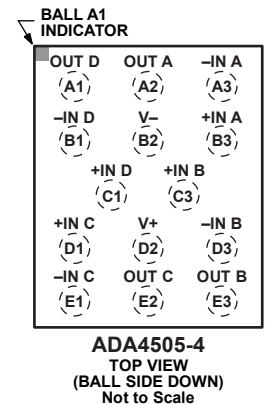 BALL A1
INDICATOR
OUT D OUT A –IN A
A1 A2 A3
–IN D V– +IN A
B1 B2 B3
+IN D +IN B
C1 C3
+IN C V+ –IN B
D1 D2 D3
–IN C OUT C OUT B
E1 E2 E3
ADA4505-4
TOP VIEW
(BALL SIDE DOWN)
Not to Scale